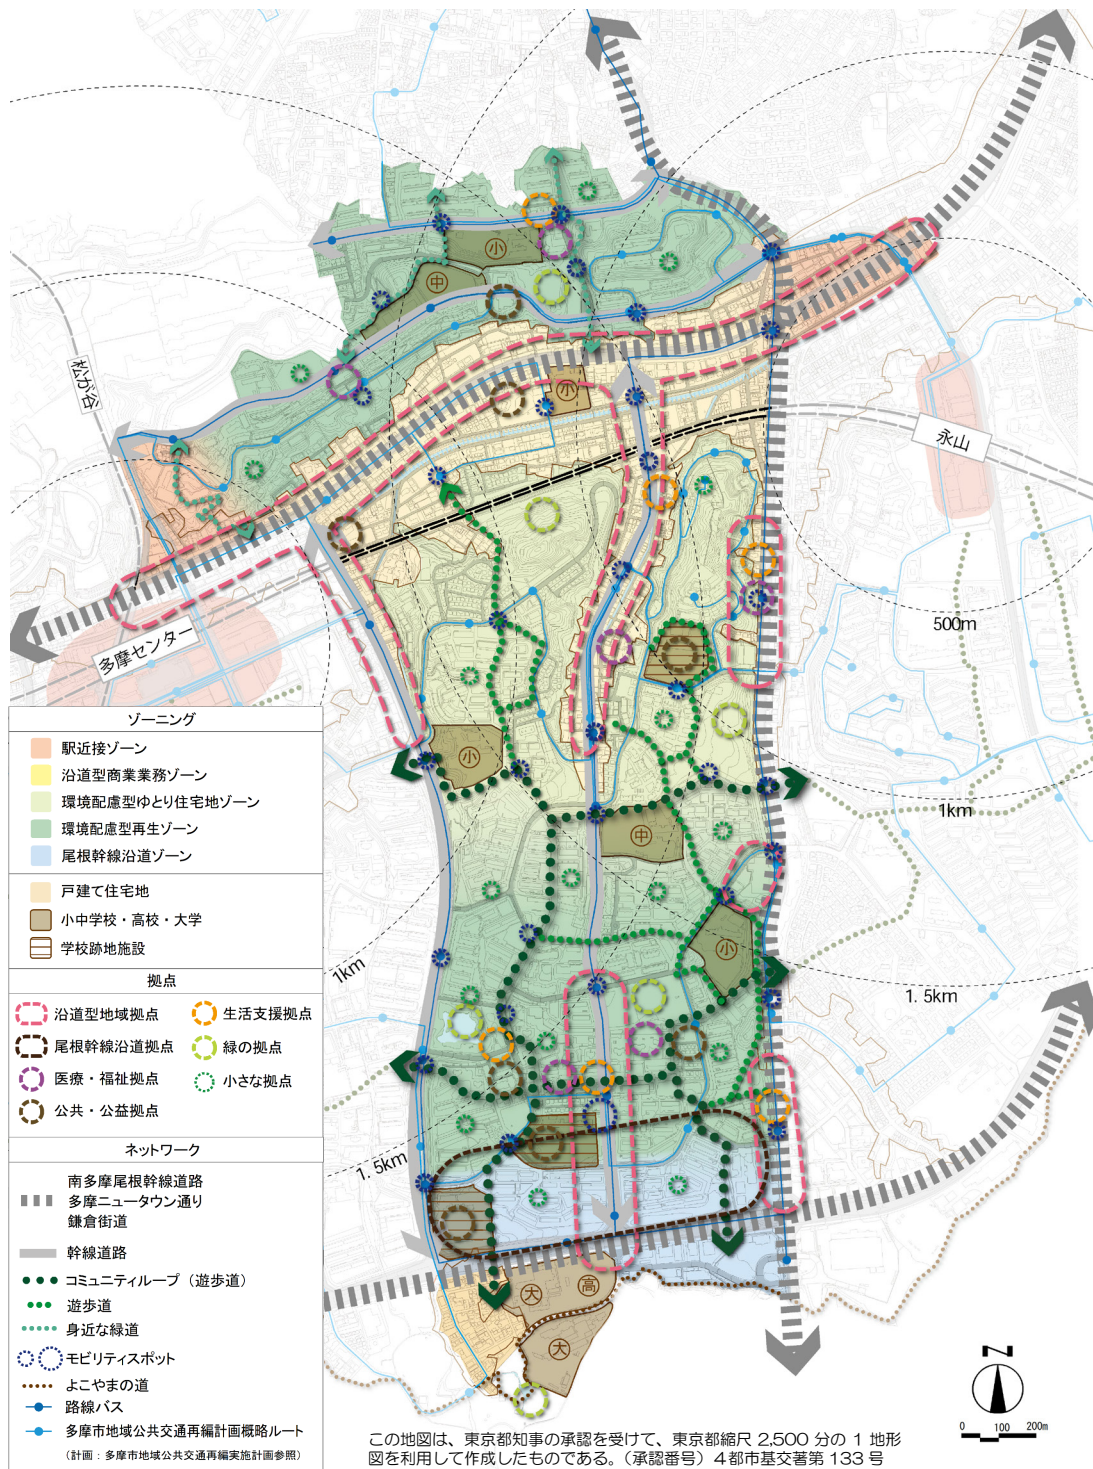 小
中
松が谷
小
永山
多摩センター
500m
小
中
1km
小
1km
1. 5km
1. 5km
大
高
大
ゾーニング
駅近接ゾーン
沿道型商業業務ゾーン
環境配慮型ゆとり住宅地ゾーン
環境配慮型再生ゾーン
尾根幹線沿道ゾーン
戸建て住宅地
小中学校・高校・大学
学校跡地施設
拠点
沿道型地域拠点
生活支援拠点
尾根幹線沿道拠点
緑の拠点
医療・福祉拠点
小さな拠点
公共・公益拠点
ネットワーク
南多摩尾根幹線道路
多摩ニュータウン通り
鎌倉街道
幹線道路
コミュニティループ（遊歩道）
遊歩道
身近な緑道
モビリティスポット
よこやまの道
路線バス
多摩市地域公共交通再編計画概略ルート
（計画：多摩市地域公共交通再編実施計画参照）
N
0 100 200m
この地図は、東京都知事の承認を受けて、東京都縮尺 2,500 分の 1 地形
図を利用して作成したものである。（承認番号）4都市基交著第 133 号